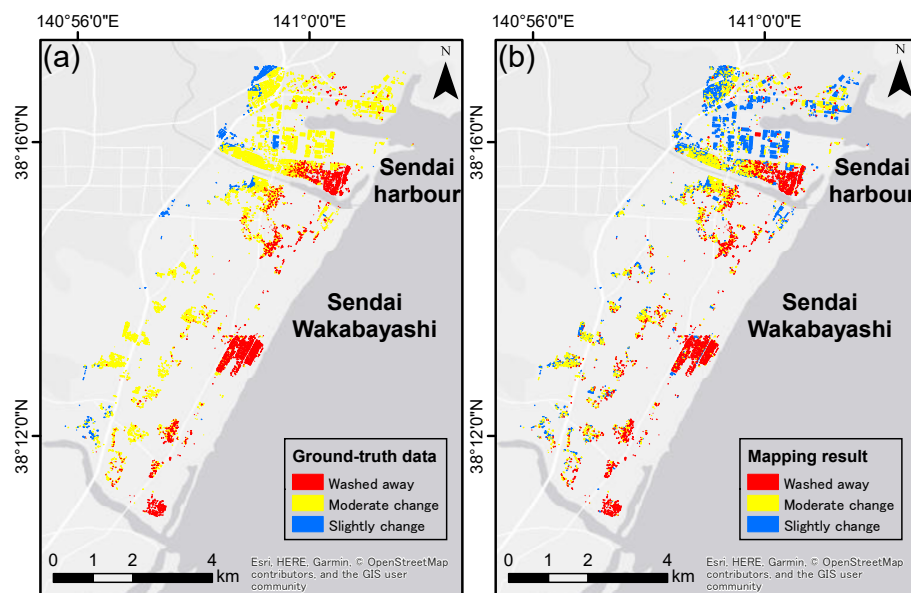 140°56'0"E
141°0'0"E
140°56'0"E
141°0'0"E
(a)
N
(b)
N
38°16'0"N
38°16'0"N
Sendai
harbour
Sendai
harbour
Sendai
Wakabayashi
Sendai
Wakabayashi
38°12'0"N
38°12'0"N
Ground-truth data
Washed away
Moderate change
Slightly change
Mapping result
Washed away
Moderate change
Slightly change
0 1 2 4
km
Esri, HERE, Garmin, © OpenStreetMap
contributors, and the GIS user
community
0 1 2 4
km
Esri, HERE, Garmin, © OpenStreetMap
contributors, and the GIS user
community